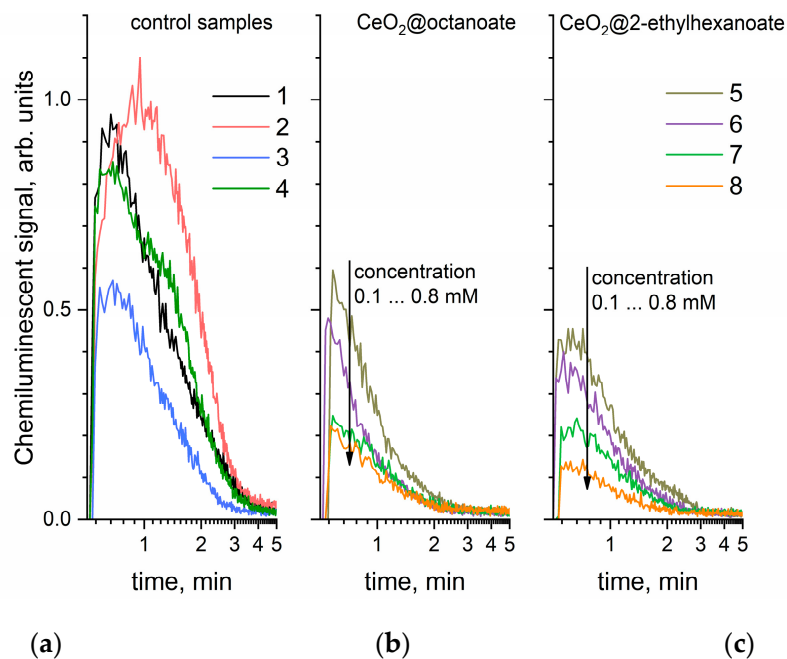 control samples
CeO2@octanoate
CeO2@2-ethylhexanoate
Chemiluminescent signal, arb. units
1.0
0.5
0.0
1
2
3
4
5
6
7
8
concentration
0.1 ... 0.8 mM
concentration
0.1 ... 0.8 mM
1 2 3 4 5
1 2 3 4 5
1 2 3 4 5
time, min
time, min
time, min
(a)
(b)
(c)